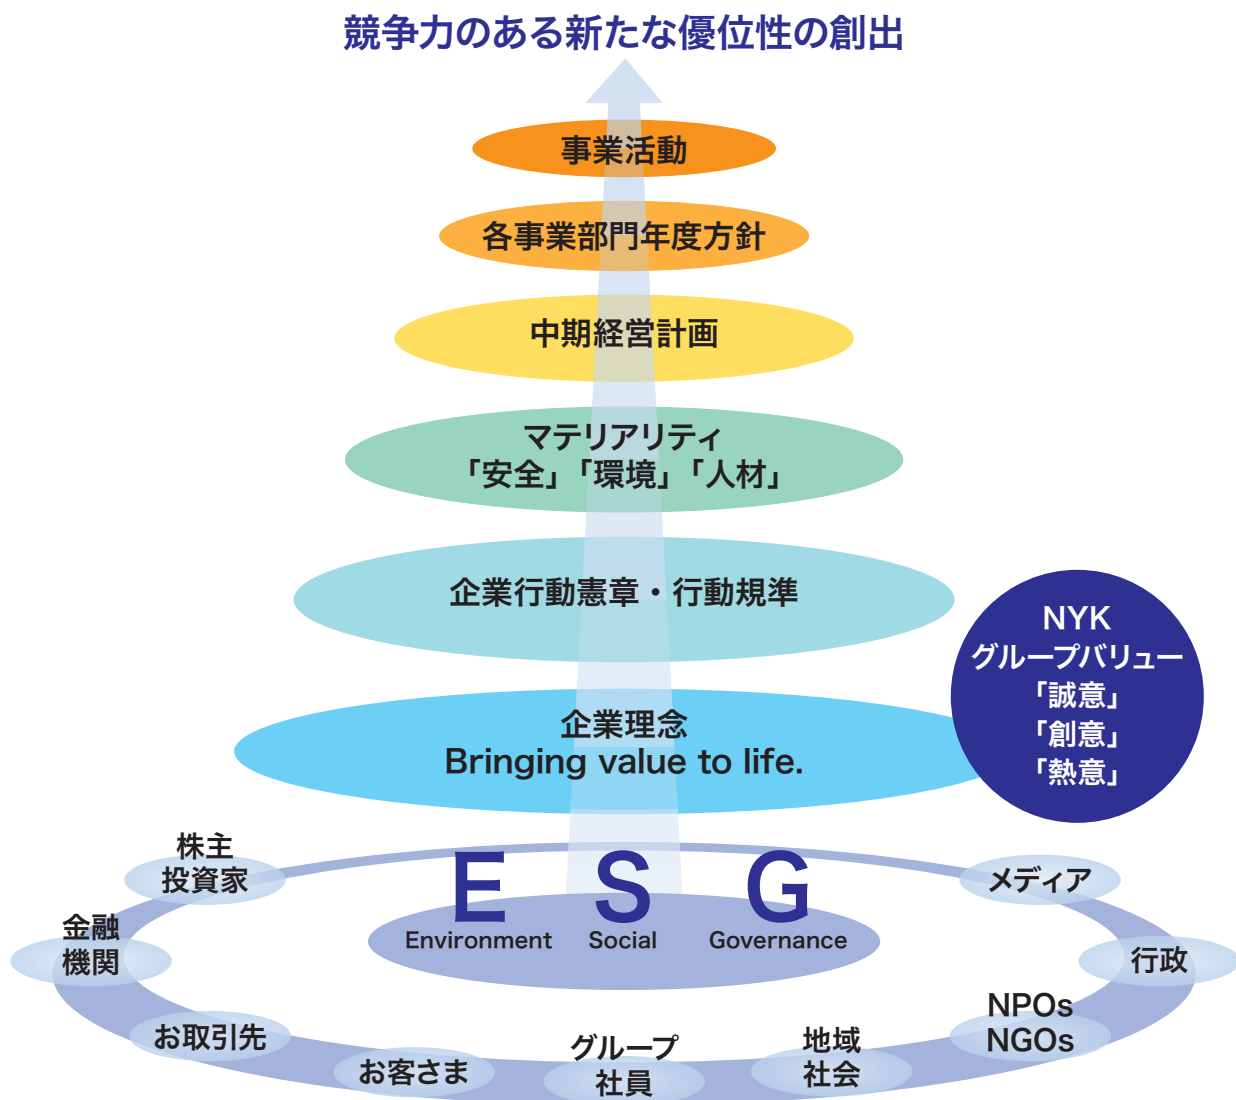 競争力のある新たな優位性の創出
事業活動
各事業部門年度方針
中期経営計画
マテリアリティ
「安全」「環境」「人材」
企業行動憲章・行動規準
企業理念
Bringing value to life.
NYK
グループバリュー
「誠意」
「創意」
「熱意」
E S G
Environment Social Governance
株主
投資家
金融
機関
お取引先
お客さま
グループ
社員
地域
社会
NPOs
NGOs
行政
メディア